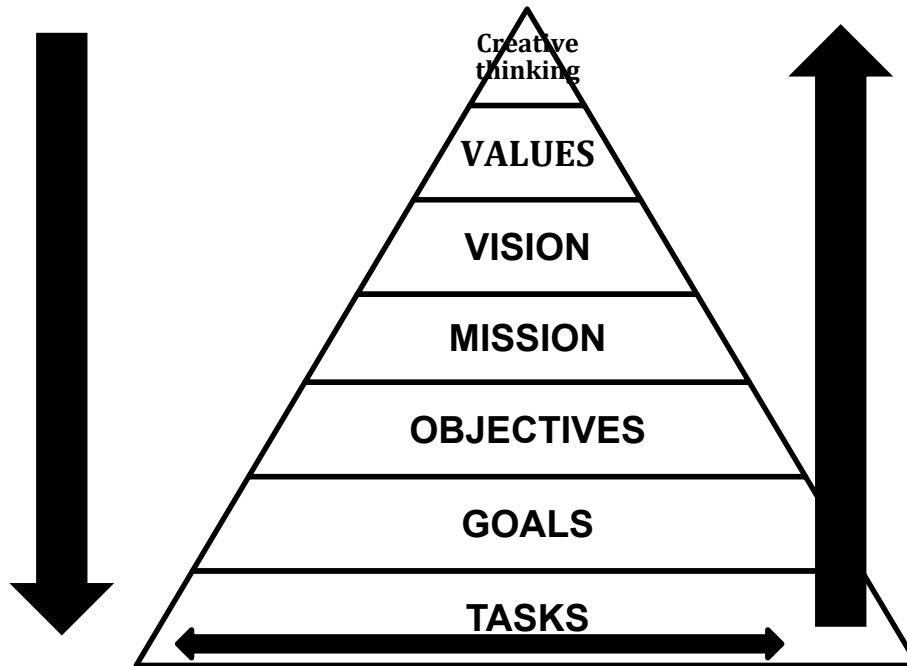 Creative
thinking
VALUES
VISION
MISSION
OBJECTIVES
GOALS
TASKS